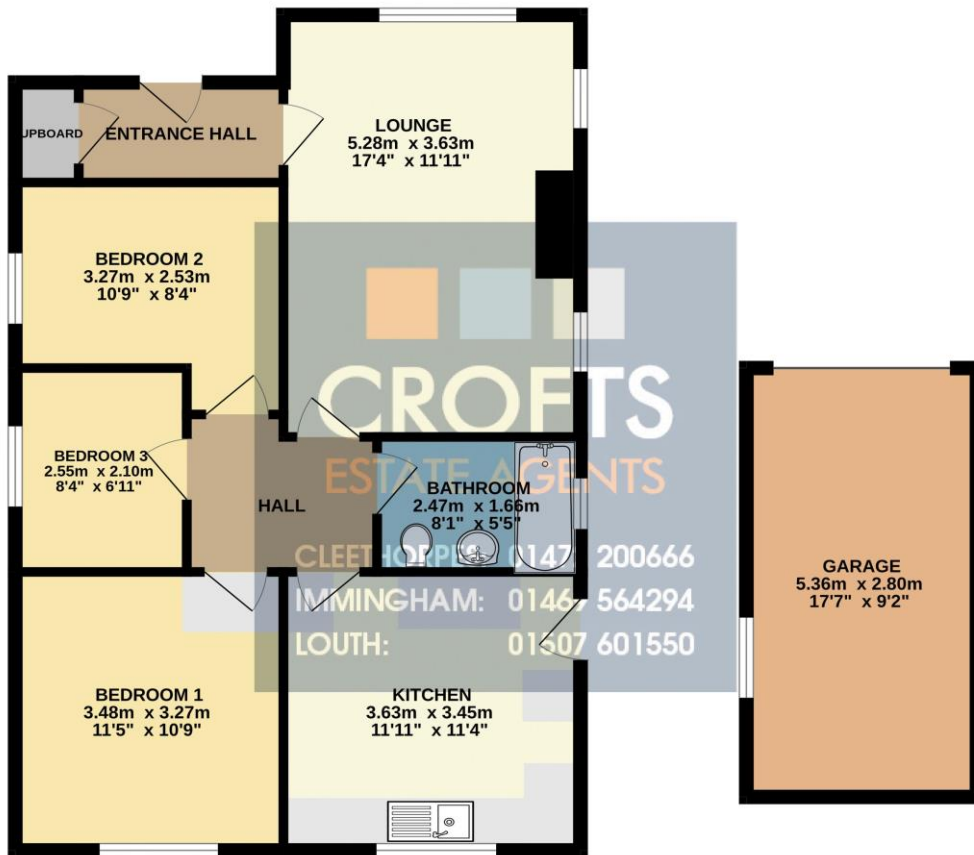 UPBOARD
ENTRANCE HALL
LOUNGE
5.28m x 3.63m
17'4" x 11'11"
BEDROOM 2
3.27m x 2.53m
10'9" x 8'4"
CROFTS
ESTATE AGENTS
BEDROOM 3
2.55m x 2.10m
8'4" x 6'11"
HALL
BATHROOM
2.47m x 1.66m
8'1" x 5'5"
CLEETHORPES: 0147 200666
IMMINGHAM: 0146 564294
LOUTH: 01507 601550
GARAGE
5.36m x 2.80m
17'7" x 9'2"
BEDROOM 1
3.48m x 3.27m
11'5" x 10'9"
KITCHEN
3.63m x 3.45m
11'11" x 11'4"